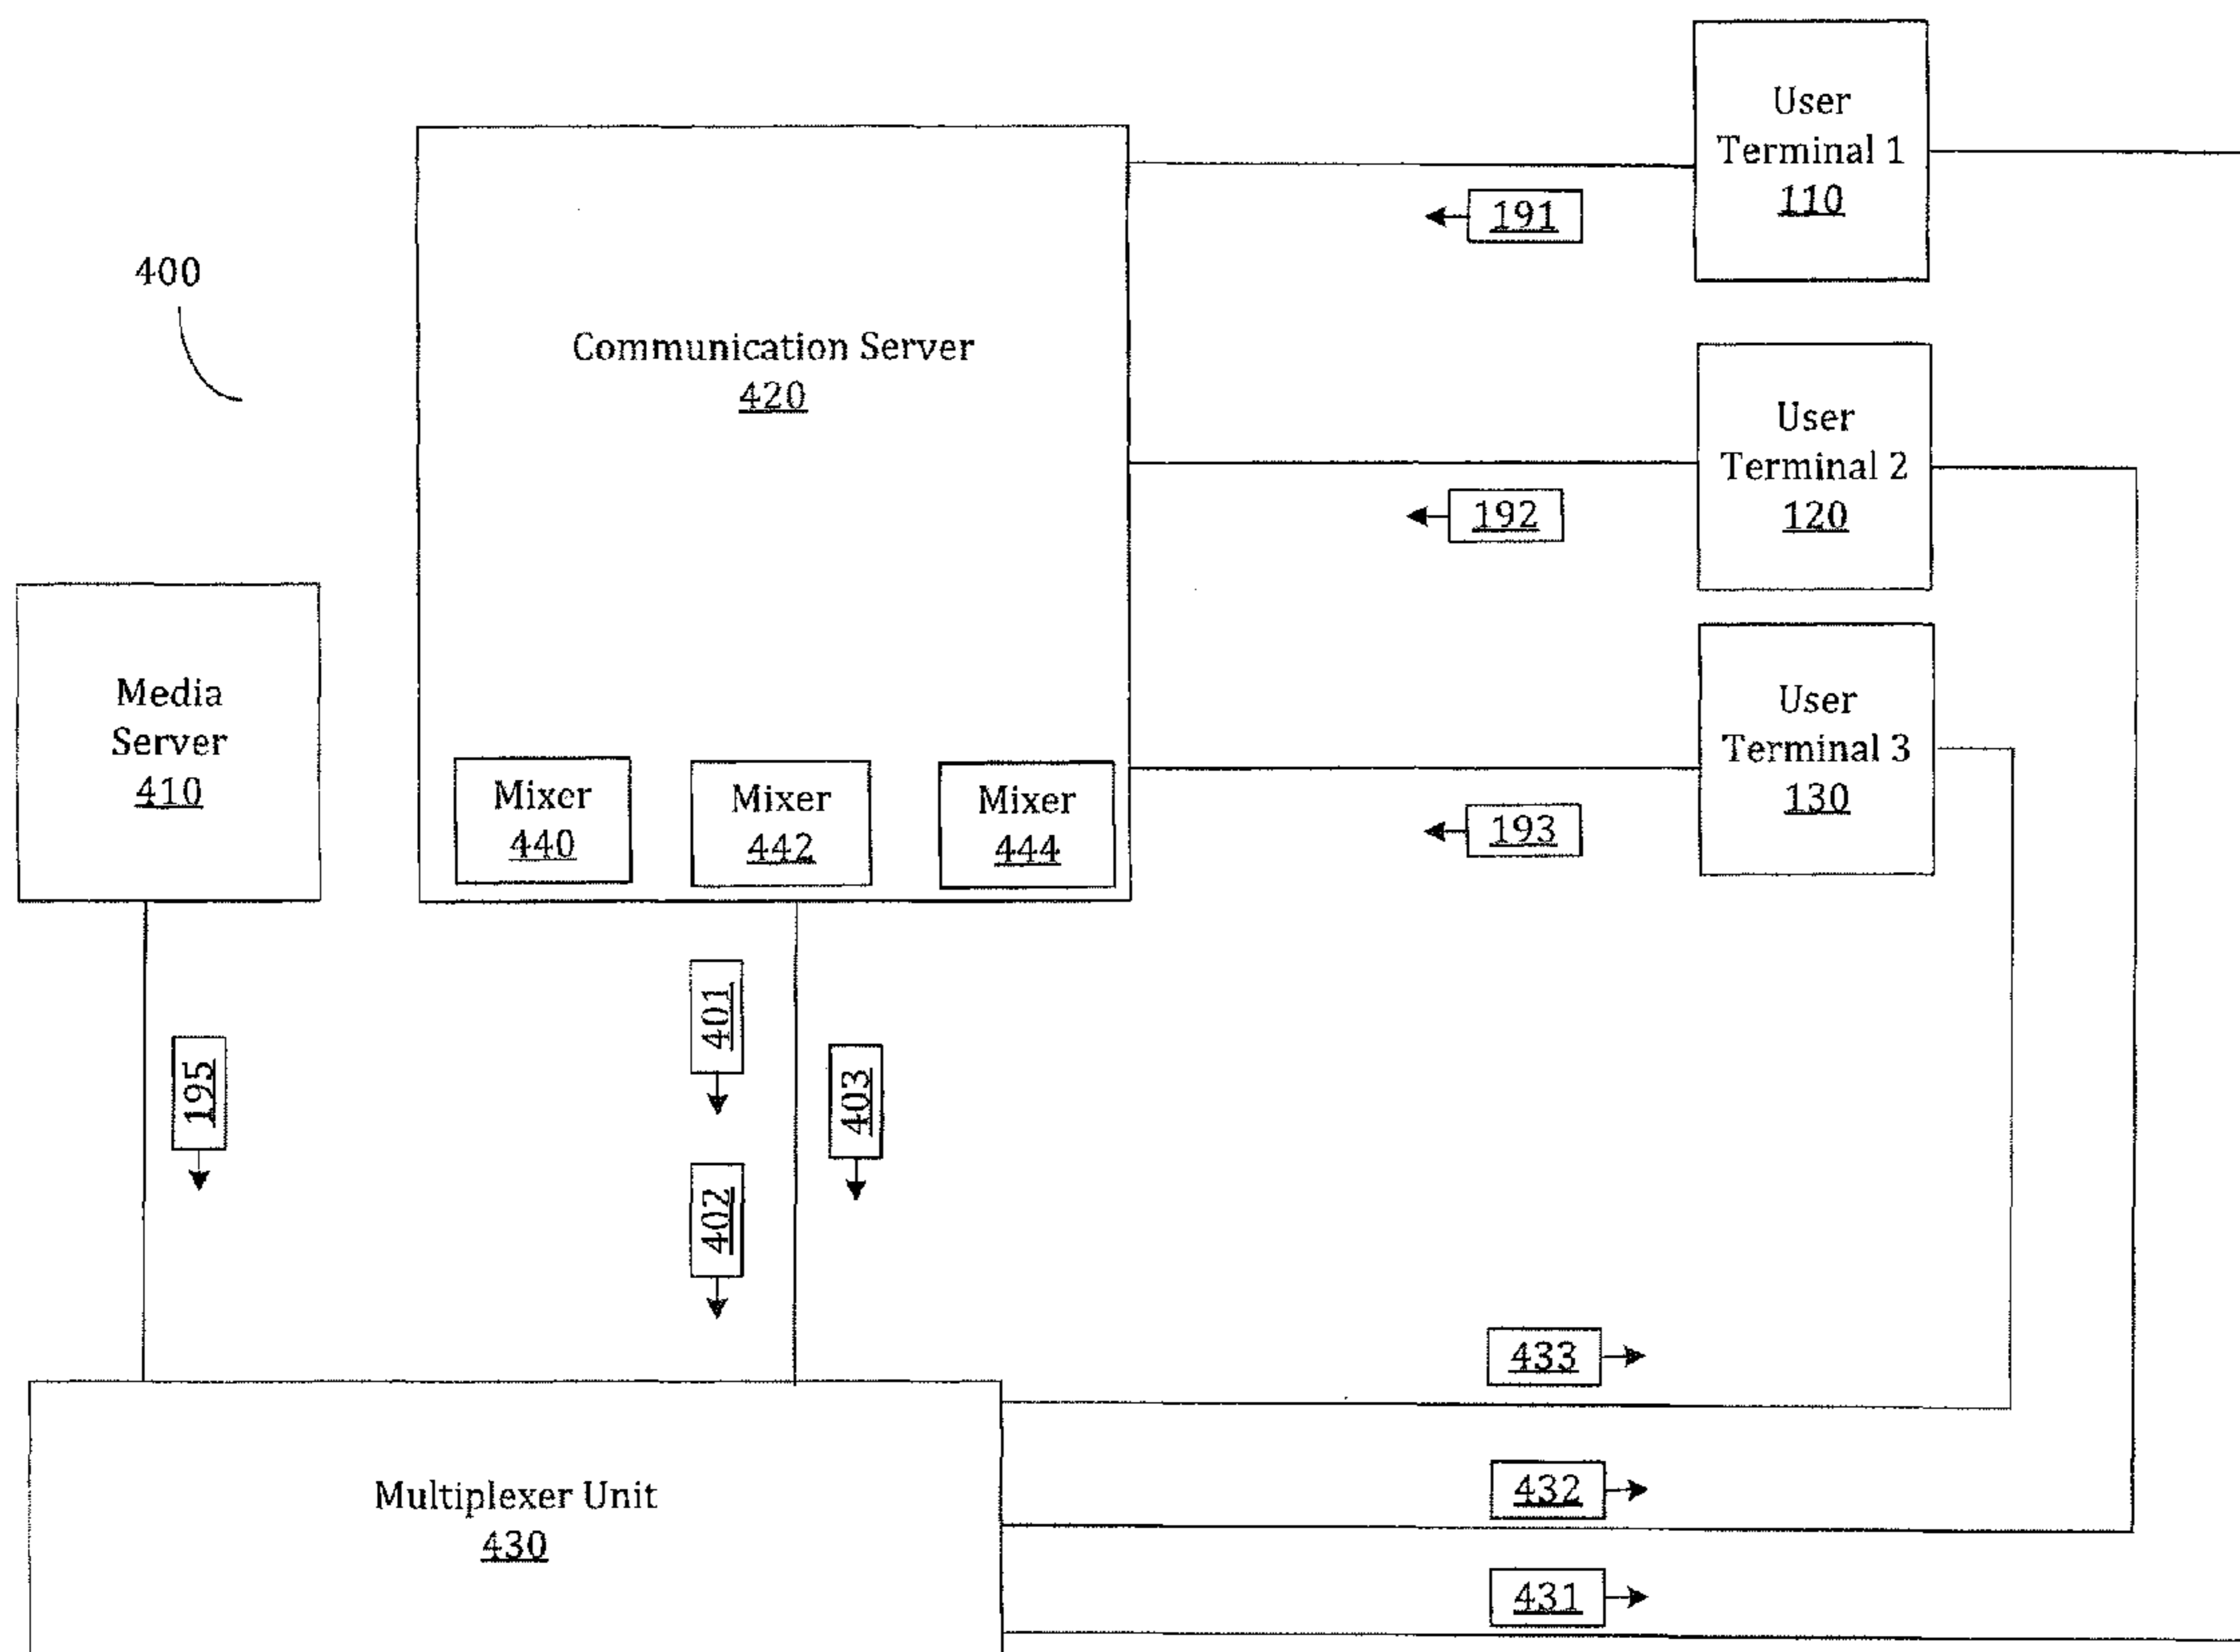 User
Terminal 1
110
191
400
Communication Server
420
User
Terminal 2
120
192
Media
Server
410
User
Terminal 3
130
Mixer
440
Mixer
442
Mixer
444
193
401
195
403
402
433
Multiplexer Unit
430
432
431